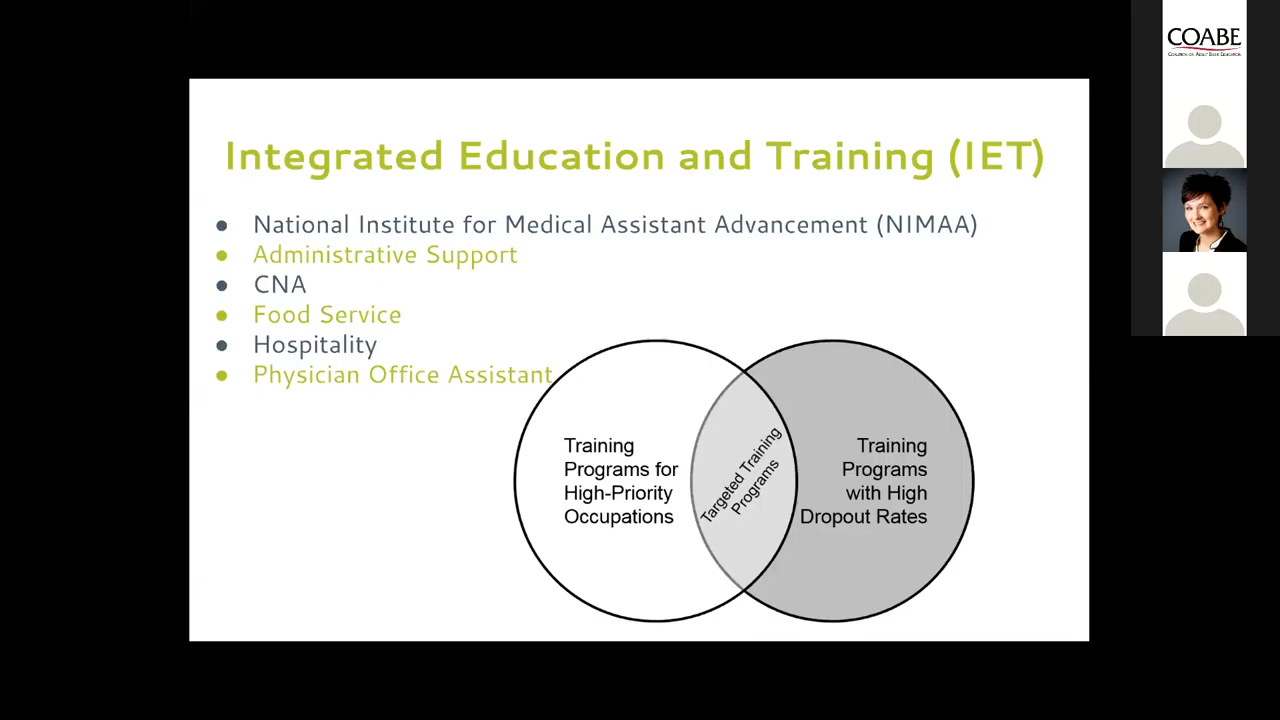 Integrated Education and Training (IET)
● National Institute for Medical Assistant Advancement (NIMAA)
● Administrative Support
● CNA
● Food Service
● Hospitality
● Physician Office Assistant
Training
Programs for
High-Priority
Occupations
Targeted Training
Programs
Training
Programs
with High
Dropout Rates
COABE
Coalition on Adult Basic Education